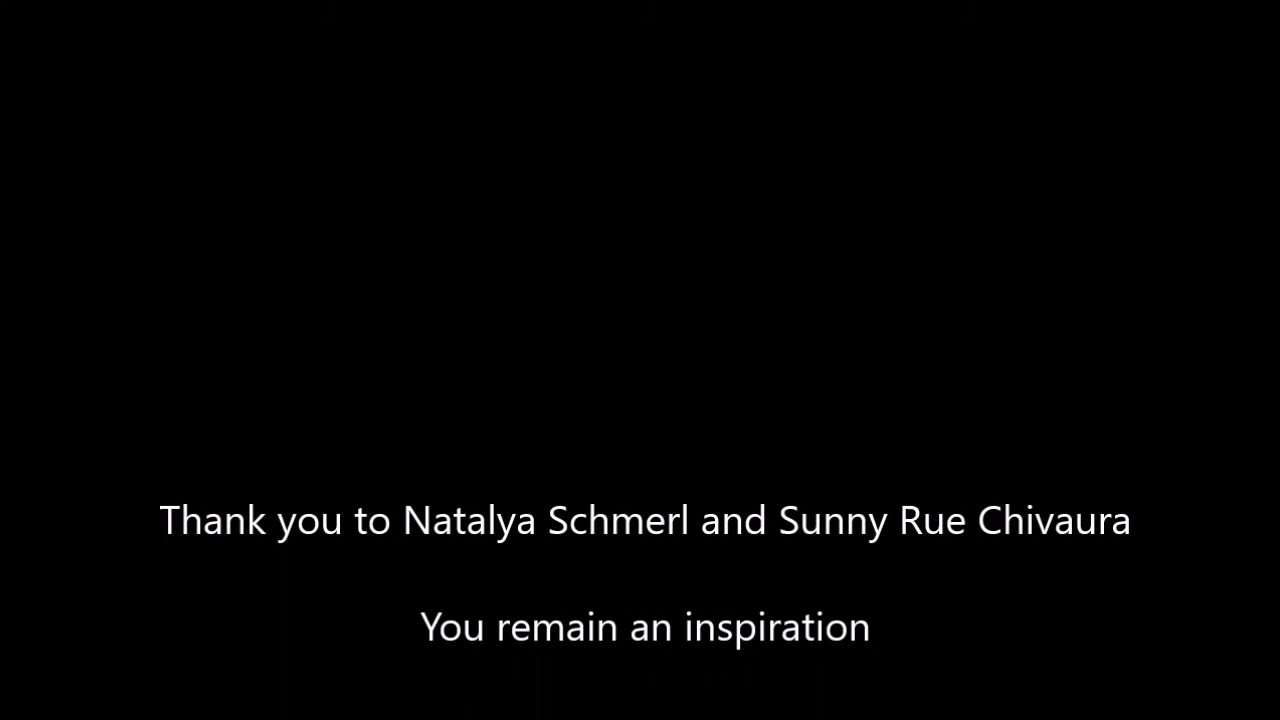 Thank you to Natalya Schmerl and Sunny Rue Chivaura
You remain an inspiration